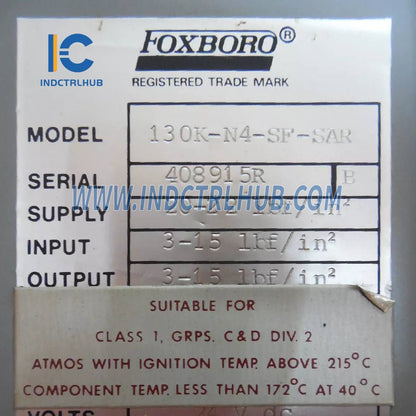 IC
INDCTRLHUB
FOXBORO®
REGISTERED TRADE MARK
MODEL 130K-N4-SF-SAR
SERIAL 408915R B
WWW.INDCTRLHUB.COM
SUPPLY lbf/in²
INPUT 3-15 lbf/in²
OUTPUT 3-15 lbf/in²
SUITABLE FOR
CLASS 1, GRPS. C&D DIV. 2
ATMOS WITH IGNITION TEMP. ABOVE 215°C
COMPONENT TEMP. LESS THAN 172°C AT 40°C
VOLTS